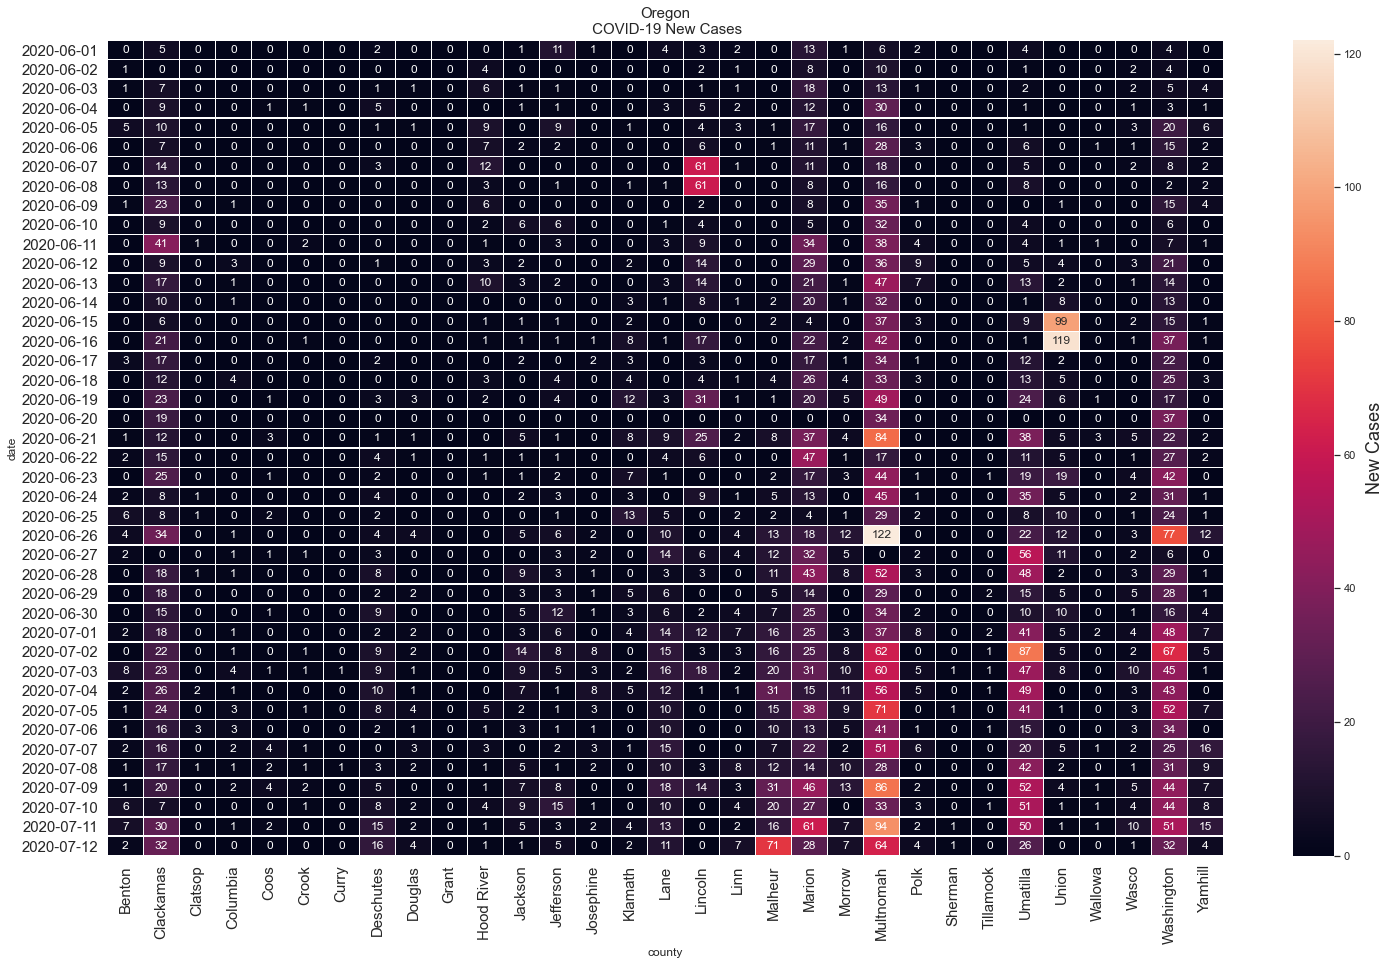 Oregon
COVID-19 New Cases
2020-06-01 0 5 0 0 0 0 0 2 0 0 0 1 11 1 0 4 3 2 0 13 1 6 2 0 0 4 0 0 0 4 0
2020-06-02 1 0 0 0 0 0 0 0 0 0 4 0 0 0 0 0 2 1 0 8 0 10 0 0 0 1 0 0 2 4 0
2020-06-03 1 7 0 0 0 0 0 1 1 0 6 1 1 0 0 0 1 1 0 18 0 13 1 0 0 2 0 0 2 5 4
2020-06-04 0 9 0 0 1 1 0 5 0 0 0 1 1 0 0 3 5 2 0 12 0 30 0 0 0 1 0 0 1 3 1
2020-06-05 5 10 0 0 0 0 0 1 1 0 9 0 9 0 1 0 4 3 1 17 0 16 0 0 0 1 0 0 3 20 6
2020-06-06 0 7 0 0 0 0 0 0 0 0 7 2 2 0 0 0 6 0 1 11 1 28 3 0 0 6 0 1 1 15 2
2020-06-07 0 14 0 0 0 0 0 3 0 0 12 0 0 0 0 0 61 1 0 11 0 18 0 0 0 5 0 0 2 8 2
2020-06-08 0 13 0 0 0 0 0 0 0 0 3 0 1 0 1 1 61 0 0 8 0 16 0 0 0 8 0 0 0 2 2
2020-06-09 1 23 0 1 0 0 0 0 0 0 6 0 0 0 0 0 2 0 0 8 0 35 1 0 0 0 1 0 0 15 4
2020-06-10 0 9 0 0 0 0 0 0 0 0 2 6 6 0 0 1 4 0 0 5 0 32 0 0 0 4 0 0 0 6 0
2020-06-11 0 41 1 0 0 2 0 0 0 0 1 0 3 0 0 3 9 0 0 34 0 38 4 0 0 4 1 1 0 7 1
2020-06-12 0 9 0 3 0 0 0 1 0 0 3 2 0 0 2 0 14 0 0 29 0 36 9 0 0 5 4 0 3 21 0
2020-06-13 0 17 0 1 0 0 0 0 0 0 10 3 2 0 0 3 14 0 0 21 1 47 7 0 0 13 2 0 1 14 0
2020-06-14 0 10 0 1 0 0 0 0 0 0 0 0 0 0 3 1 8 1 2 20 1 32 0 0 0 1 8 0 0 13 0
2020-06-15 0 6 0 0 0 0 0 0 0 0 1 1 1 0 2 0 0 0 2 4 0 37 3 0 0 9 99 0 2 15 1
2020-06-16 0 21 0 0 0 1 0 0 0 0 1 1 1 1 8 1 17 0 0 22 2 42 0 0 0 1 119 0 1 37 1
2020-06-17 3 17 0 0 0 0 0 2 0 0 0 2 0 2 3 0 3 0 0 17 1 34 1 0 0 12 2 0 0 22 0
2020-06-18 0 12 0 4 0 0 0 0 0 0 3 0 4 0 4 0 4 1 4 26 4 33 3 0 0 13 5 0 0 25 3
2020-06-19 0 23 0 0 1 0 0 3 3 0 2 0 4 0 12 3 31 1 1 20 5 49 0 0 0 24 6 1 0 17 0
2020-06-20 0 19 0 0 0 0 0 0 0 0 0 0 0 0 0 0 0 0 0 0 0 34 0 0 0 0 0 0 0 37 0
2020-06-21 1 12 0 0 3 0 0 1 1 0 0 5 1 0 8 9 25 2 8 37 4 84 0 0 0 38 5 3 5 22 2
2020-06-22 2 15 0 0 0 0 0 4 1 0 1 1 1 0 0 4 6 0 0 47 1 17 0 0 0 11 5 0 1 27 2
2020-06-23 0 25 0 0 1 0 0 2 0 0 1 1 2 0 7 1 0 0 2 17 3 44 1 0 1 19 19 0 4 42 0
2020-06-24 2 8 1 0 0 0 0 4 0 0 0 2 3 0 3 0 9 1 5 13 0 45 1 0 0 35 5 0 2 31 1
2020-06-25 6 8 1 0 2 0 0 2 0 0 0 0 1 0 13 5 0 2 2 4 1 29 2 0 0 8 10 0 1 24 1
2020-06-26 4 34 0 1 0 0 0 4 4 0 0 5 6 2 0 10 0 4 13 18 12 122 0 0 0 22 12 0 3 77 12
2020-06-27 2 0 0 1 1 1 0 3 0 0 0 0 3 2 0 14 6 4 12 32 5 0 2 0 0 56 11 0 2 6 0
2020-06-28 0 18 1 1 0 0 0 8 0 0 0 9 3 1 0 3 3 0 11 43 8 52 3 0 0 48 2 0 3 29 1
2020-06-29 0 18 0 0 0 0 0 2 2 0 0 3 3 1 5 6 0 0 5 14 0 29 0 0 2 15 5 0 5 28 1
2020-06-30 0 15 0 0 1 0 0 9 0 0 0 5 12 1 3 6 2 4 7 25 0 34 2 0 0 10 10 0 1 16 4
2020-07-01 2 18 0 1 0 0 0 2 2 0 0 3 6 0 4 14 12 7 16 25 3 37 8 0 2 41 5 2 4 48 7
2020-07-02 0 22 0 1 0 1 0 9 2 0 0 14 8 8 0 15 3 3 16 25 8 62 0 0 1 87 5 0 2 67 5
2020-07-03 8 23 0 4 1 1 1 9 1 0 0 9 5 3 2 16 18 2 20 31 10 60 5 1 1 47 8 0 10 45 1
2020-07-04 2 26 2 1 0 0 0 10 1 0 0 7 1 8 5 12 1 1 31 15 11 56 5 0 1 49 0 0 3 43 0
2020-07-05 1 24 0 3 0 1 0 8 4 0 5 2 1 3 0 10 0 0 15 38 9 71 0 1 0 41 1 0 3 52 7
2020-07-06 1 16 3 3 0 0 0 2 1 0 1 3 1 1 0 10 0 0 10 13 5 41 1 0 1 15 0 0 0 34 0
2020-07-07 2 16 0 2 4 1 0 0 3 0 3 0 2 3 1 15 0 0 7 22 2 51 6 0 0 20 5 1 2 25 16
2020-07-08 1 17 1 1 2 1 1 3 2 0 1 5 1 2 0 10 3 8 12 14 10 28 0 0 0 42 2 0 1 31 9
2020-07-09 1 20 0 2 4 2 0 5 0 0 1 7 8 0 0 18 14 3 31 46 13 86 2 0 0 52 4 1 5 44 7
2020-07-10 6 7 0 0 0 1 0 8 2 0 4 9 15 1 0 10 0 4 20 27 0 33 3 0 1 51 1 1 4 44 8
2020-07-11 7 30 0 1 2 0 0 15 2 0 1 5 3 2 4 13 0 2 16 61 7 94 2 1 0 50 1 1 10 51 15
2020-07-12 2 32 0 0 0 0 0 16 4 0 1 1 5 0 2 11 0 7 71 28 7 64 4 1 0 26 0 0 1 32 4
date
Benton Clackamas Clatsop Columbia Coos Crook Curry Deschutes Douglas Grant Hood River Jackson Jefferson Josephine Klamath Lane Lincoln Linn Malheur Marion Morrow Multnomah Polk Sherman Tillamook Umatilla Union Wallowa Wasco Washington Yamhill
county
120
100
80
60
40
20
0
New Cases